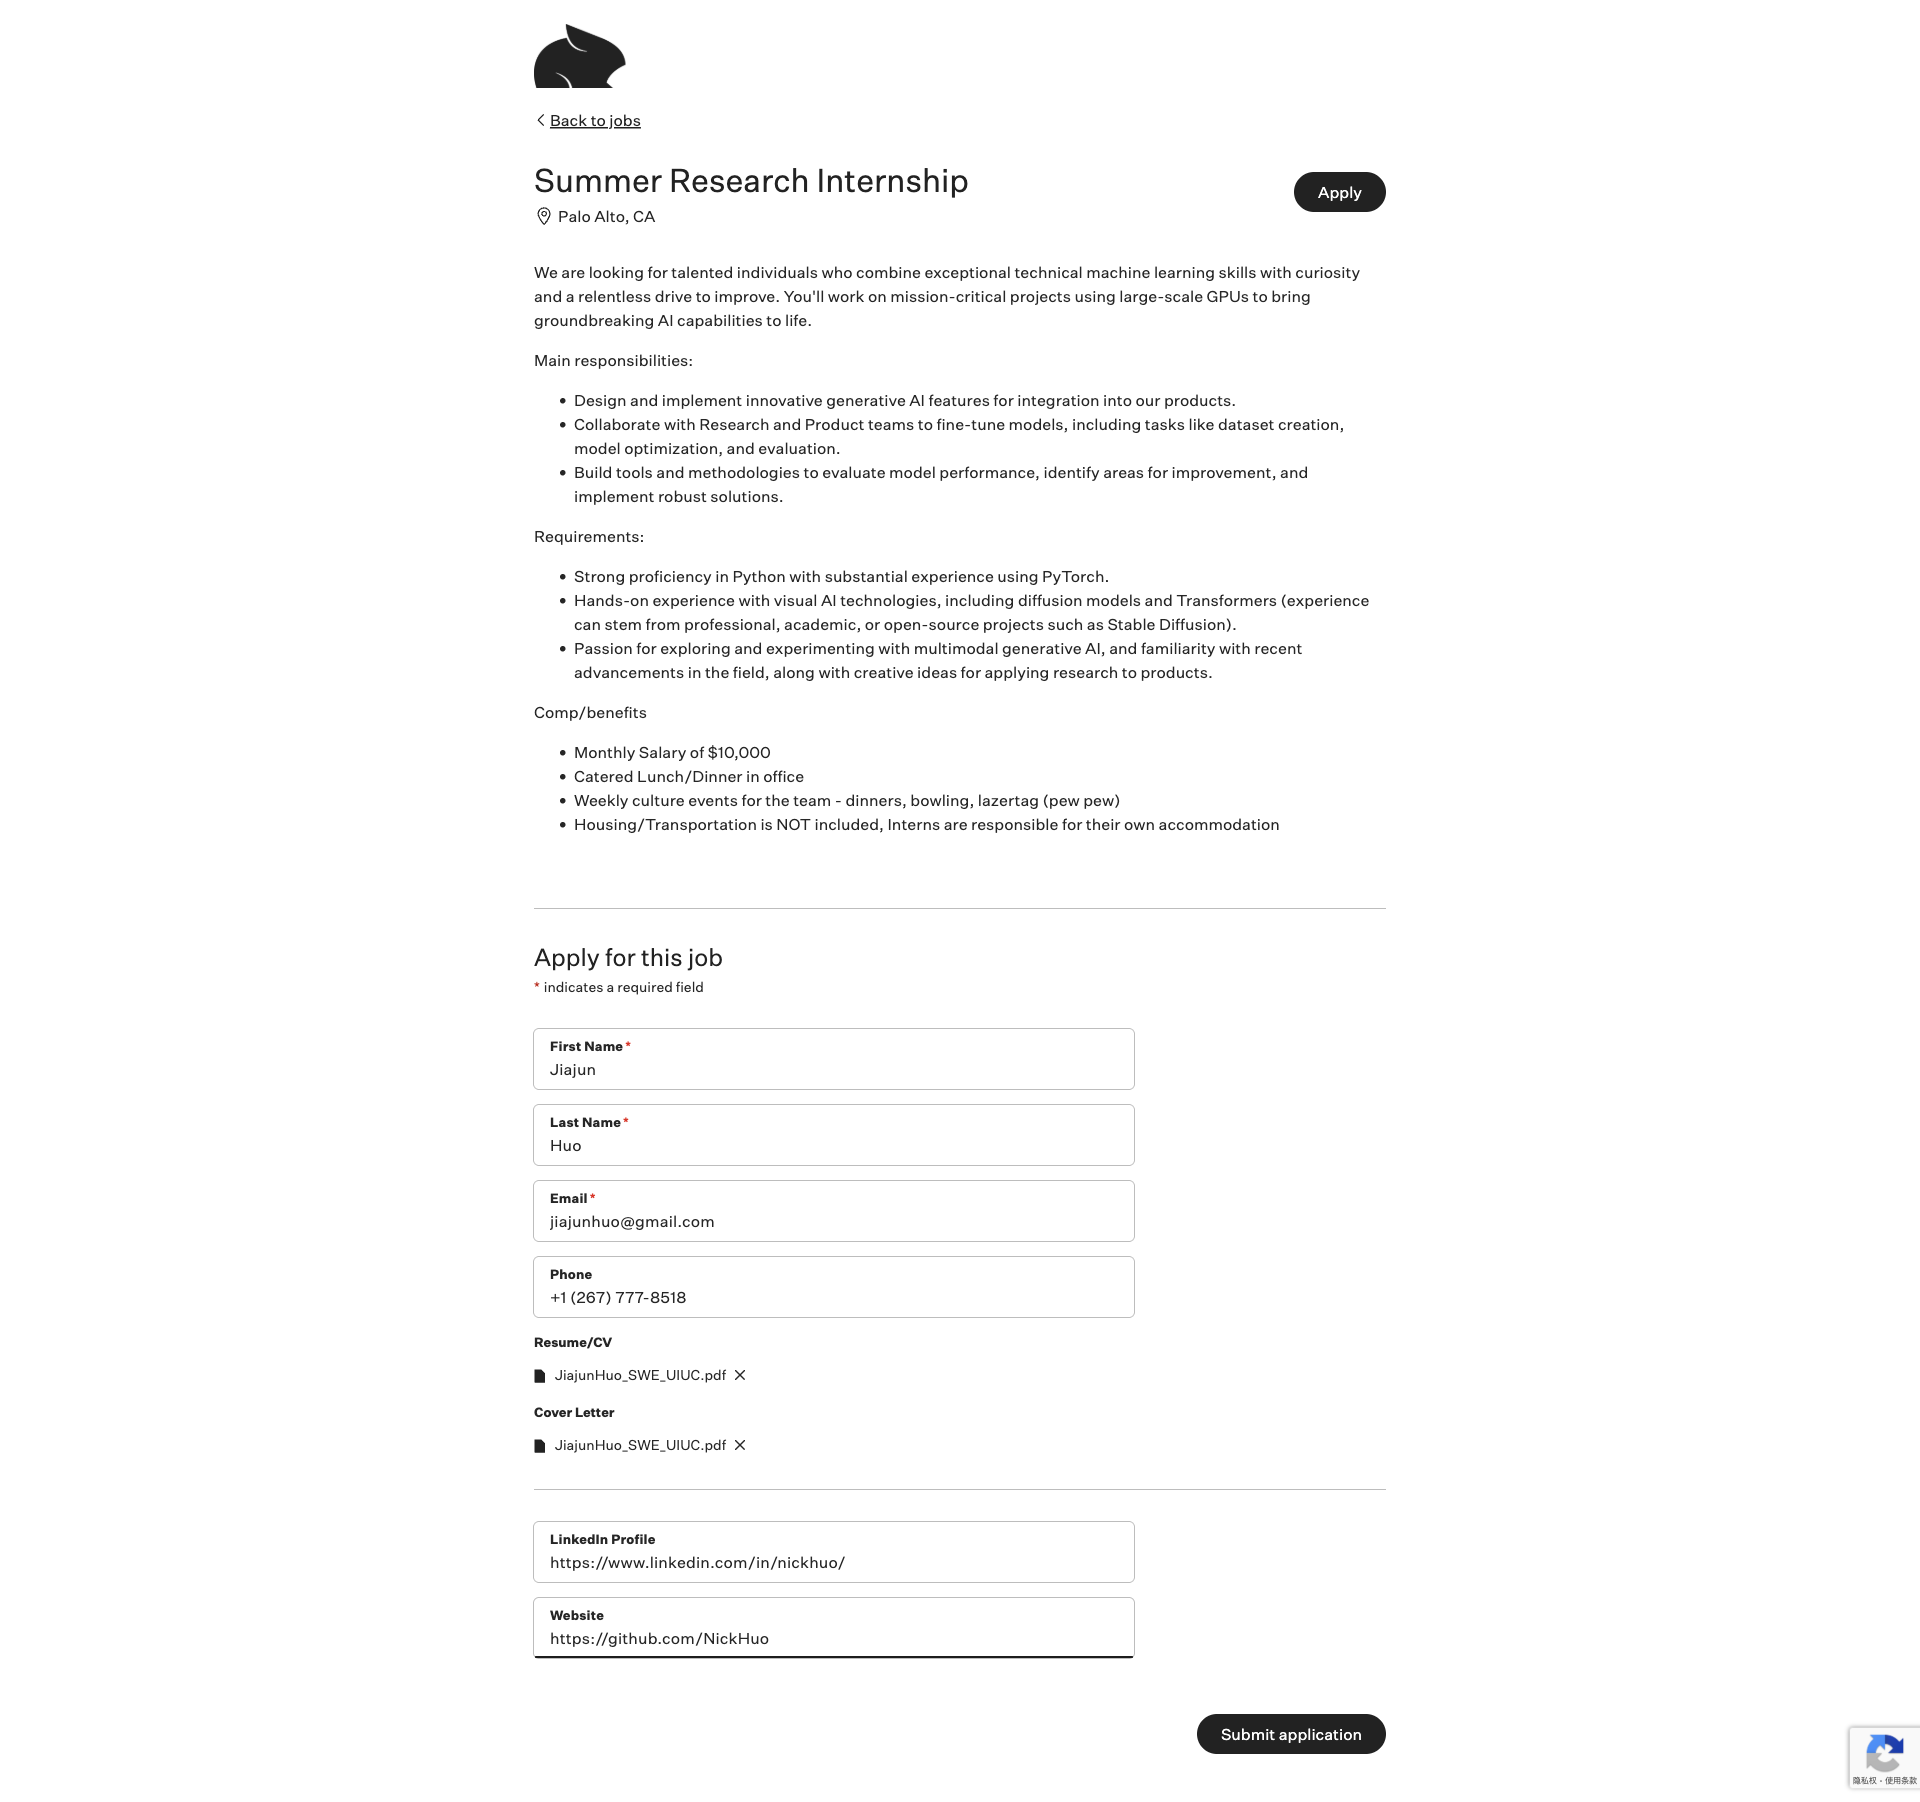 Back to jobs
Summer Research Internship
Apply
Palo Alto, CA
We are looking for talented individuals who combine exceptional technical machine learning skills with curiosity
and a relentless drive to improve. You'll work on mission-critical projects using large-scale GPUs to bring
groundbreaking AI capabilities to life.
Main responsibilities:
• Design and implement innovative generative AI features for integration into our products.
• Collaborate with Research and Product teams to fine-tune models, including tasks like dataset creation,
model optimization, and evaluation.
• Build tools and methodologies to evaluate model performance, identify areas for improvement, and
implement robust solutions.
Requirements:
• Strong proficiency in Python with substantial experience using PyTorch.
• Hands-on experience with visual AI technologies, including diffusion models and Transformers (experience
can stem from professional, academic, or open-source projects such as Stable Diffusion).
• Passion for exploring and experimenting with multimodal generative AI, and familiarity with recent
advancements in the field, along with creative ideas for applying research to products.
Comp/benefits
• Monthly Salary of $10,000
• Catered Lunch/Dinner in office
• Weekly culture events for the team - dinners, bowling, lazertag (pew pew)
• Housing/Transportation is NOT included, Interns are responsible for their own accommodation
Apply for this job
* indicates a required field
First Name*
Jiajun
Last Name*
Huo
Email*
jiajunhuo@gmail.com
Phone
+1 (267) 777-8518
Resume/CV
JiajunHuo_SWE_UIUC.pdf
Cover Letter
JiajunHuo_SWE_UIUC.pdf
LinkedIn Profile
https://www.linkedin.com/in/nickhuo/
Website
https://github.com/NickHuo
Submit application
隐私权 - 使用条款